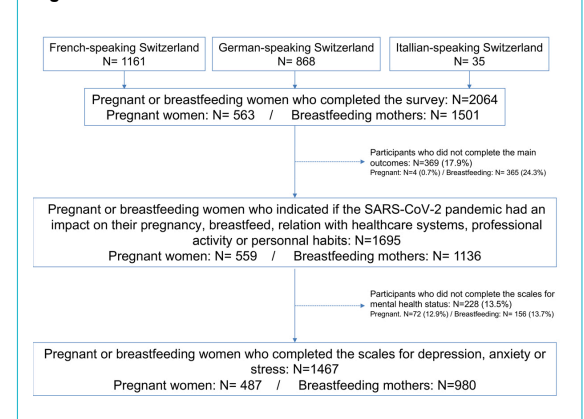 French-speaking Switzerland
N= 1161
German-speaking Switzerland
N= 868
Itallian-speaking Switzerland
N= 35
Pregnant or breastfeeding women who completed the survey: N=2064
Pregnant women: N= 563 / Breastfeeding mothers: N= 1501
Participants who did not complete the main
outcomes: N=369 (17.9%)
Pregnant: N=4 (0.7%) / Breastfeeding: N= 365 (24.3%)
Pregnant or breastfeeding women who indicated if the SARS-CoV-2 pandemic had an
impact on their pregnancy, breastfeed, relation with healthcare systems, professional
activity or personnal habits: N=1695
Pregnant women: N= 559 / Breastfeeding mothers: N= 1136
Participants who did not complete the scales for
mental health status: N=228 (13.5%)
Pregnant. N=72 (12.9%) / Breastfeeding: N= 156 (13.7%)
Pregnant or breastfeeding women who completed the scales for depression, anxiety or
stress: N=1467
Pregnant women: N= 487 / Breastfeeding mothers: N=980